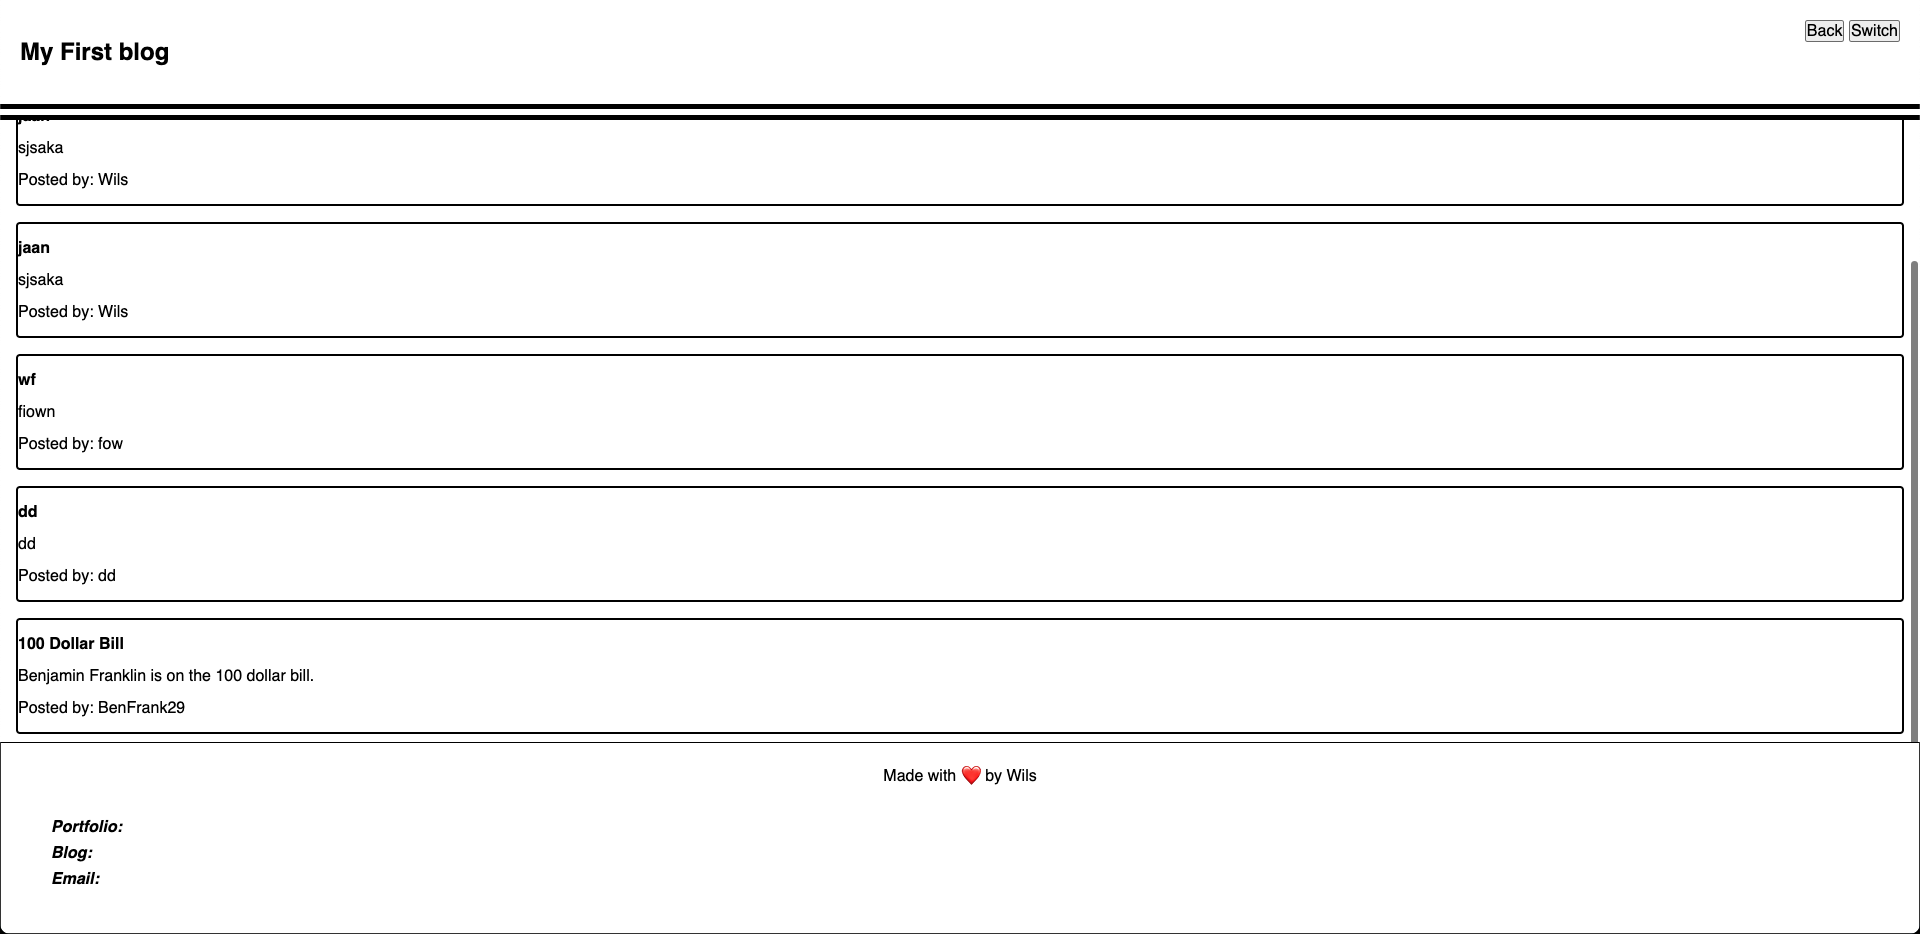 My First blog
Back Switch
sjsaka
Posted by: Wils
jaan
sjsaka
Posted by: Wils
wf
fiown
Posted by: fow
dd
dd
Posted by: dd
100 Dollar Bill
Benjamin Franklin is on the 100 dollar bill.
Posted by: BenFrank29
Made with ❤️ by Wils
Portfolio:
Blog:
Email: